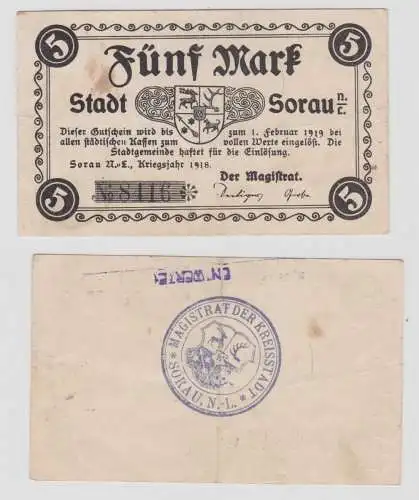 5 Fünf Mark 5
Stadt Sorau N.L.
Dieser Gutschein wird bis zum 1. Februar 1919 bei
allen städtischen Kassen zum vollen Werte eingelöst. Die
Stadtgemeinde haftet für die Einlösung.
Sorau N.-L., Kriegsjahr 1918.
Der Magistrat.
No 8116 *
5 5
ENTWERTET
* MAGISTRAT DER KREISSTADT *
SORAU, N.-L.